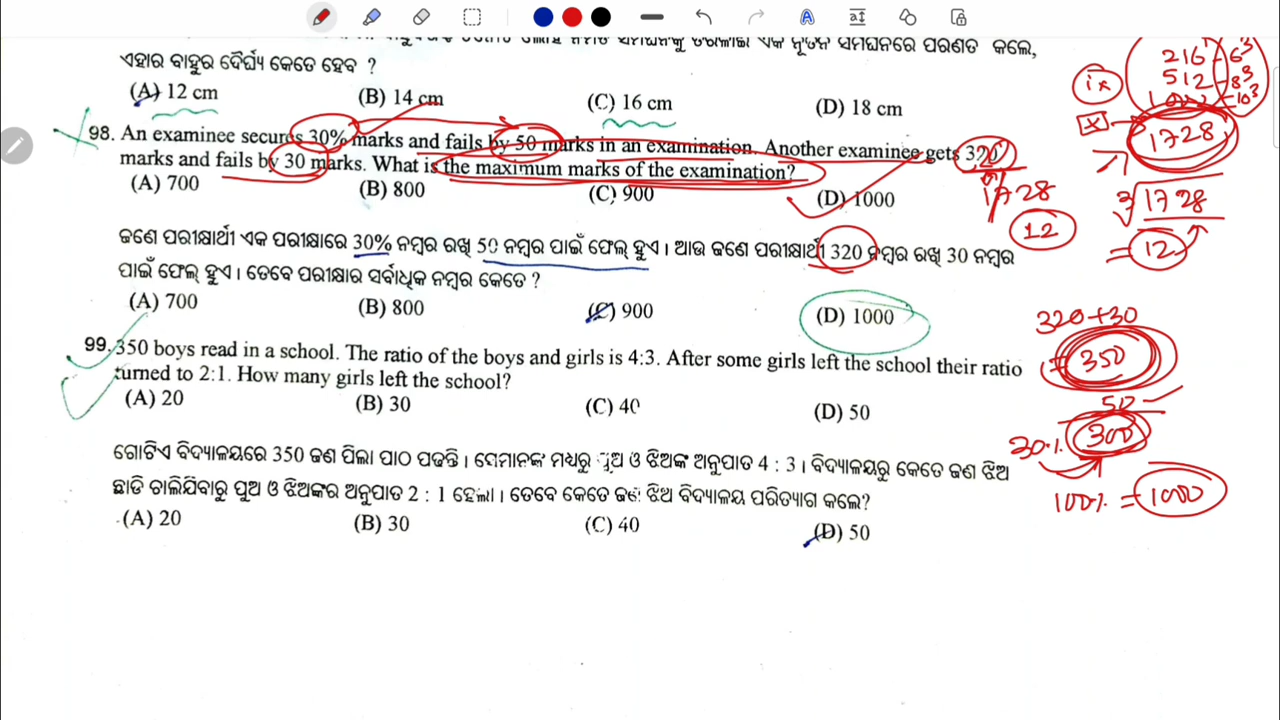 ଏହାର ବାହୁର ଦୈର୍ଘ୍ୟ କେତେ ହେବ ?
(A) 12 cm (B) 14 cm (C) 16 cm (D) 18 cm
98. An examinee secures 30% marks and fails by 50 marks in an examination. Another examinee gets 320
marks and fails by 30 marks. What is the maximum marks of the examination?
(A) 700 (B) 800 (C) 900 (D) 1000
ଜଣେ ପରୀକ୍ଷାର୍ଥୀ ଏକ ପରୀକ୍ଷାରେ 30% ନମ୍ବର ରଖି 50 ନମ୍ବର ପାଇଁ ଫେଲ୍ ହୁଏ । ଆଉ ଜଣେ ପରୀକ୍ଷାର୍ଥୀ 320 ନମ୍ବର ରଖି 30 ନମ୍ବର
ପାଇଁ ଫେଲ୍ ହୁଏ । ତେବେ ପରୀକ୍ଷାର ସର୍ବାଧିକ ନମ୍ବର କେତେ ?
(A) 700 (B) 800 (C) 900 (D) 1000
99. 350 boys read in a school. The ratio of the boys and girls is 4:3. After some girls left the school their ratio
turned to 2:1. How many girls left the school?
(A) 20 (B) 30 (C) 40 (D) 50
ଗୋଟିଏ ବିଦ୍ୟାଳୟରେ 350 ଜଣ ପିଲା ପାଠ ପଢନ୍ତି । ସେମାନଙ୍କ ମଧ୍ୟରୁ ପୁଅ ଓ ଝିଅଙ୍କ ଅନୁପାତ 4 : 3 । ବିଦ୍ୟାଳୟରୁ କେତେ ଜଣ ଝିଅ
ଛାଡି ଚାଲିଯିବାରୁ ପୁଅ ଓ ଝିଅଙ୍କର ଅନୁପାତ 2 : 1 ହେଲା । ତେବେ କେତେ ଜଣ ଝିଅ ବିଦ୍ୟାଳୟ ପରିତ୍ୟାଗ କଲେ?
(A) 20 (B) 30 (C) 40 (D) 50
216 - 6³
512 - 8³
1000 - 10³
1728
1728
12
³√1728
= 12
320+30
= 350
50
30% 300
100% = 1000